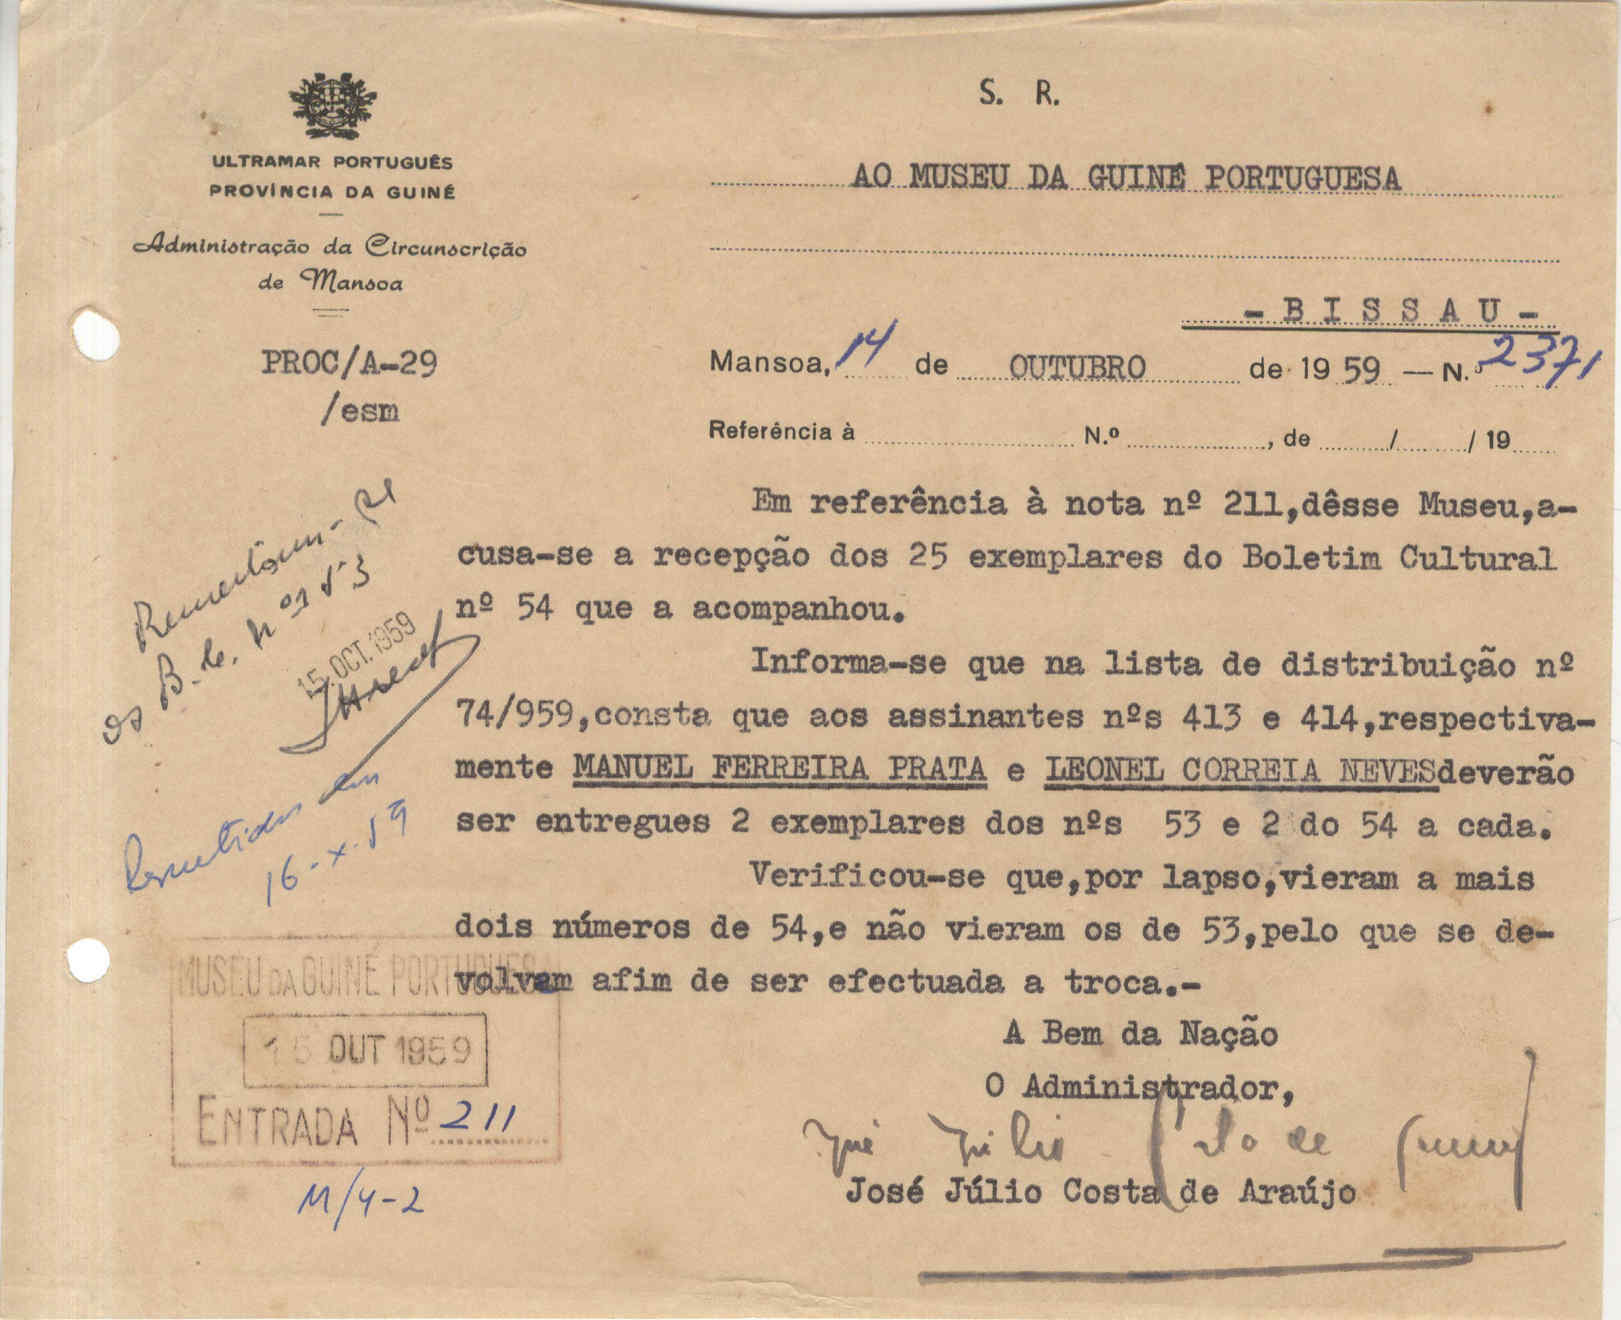 ULTRAMAR PORTUGUÊS
PROVÍNCIA DA GUINÉ
Administração da Circunscrição
de Mansoa
PROC/A-29
/esm
S. R.
AO MUSEU DA GUINÉ PORTUGUESA
- B I S S A U -
Mansoa, 14 de OUTUBRO de 1959 — N.º 2371
Referência à N.º , de / / 19
Em referência à nota nº 211,dêsse Museu,a-
cusa-se a recepção dos 25 exemplares do Boletim Cultural
nº 54 que a acompanhou.
Informa-se que na lista de distribuição nº
74/959,consta que aos assinantes nºs 413 e 414,respectiva-
mente MANUEL FERREIRA PRATA e LEONEL CORREIA NEVESdeverão
ser entregues 2 exemplares dos nºs 53 e 2 do 54 a cada.
Verificou-se que,por lapso,vieram a mais
dois números de 54,e não vieram os de 53,pelo que se de-
volvem afim de ser efectuada a troca.-
A Bem da Nação
O Administrador,
José Júlio Costa de Araújo
os B.
15. OCT. 1959
Remetidos em
16-X-59
MUSEU DA GUINÉ PORTUGUESA
15 OUT 1959
ENTRADA Nº 211
M/4-2